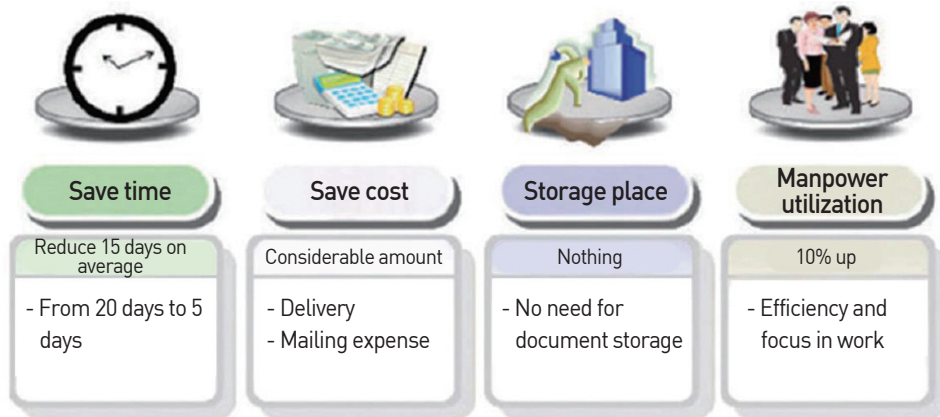 Save time
Reduce 15 days on
average
- From 20 days to 5
days
Save cost
Considerable amount
- Delivery
- Mailing expense
Storage place
Nothing
- No need for
document storage
Manpower
utilization
10% up
- Efficiency and
focus in work